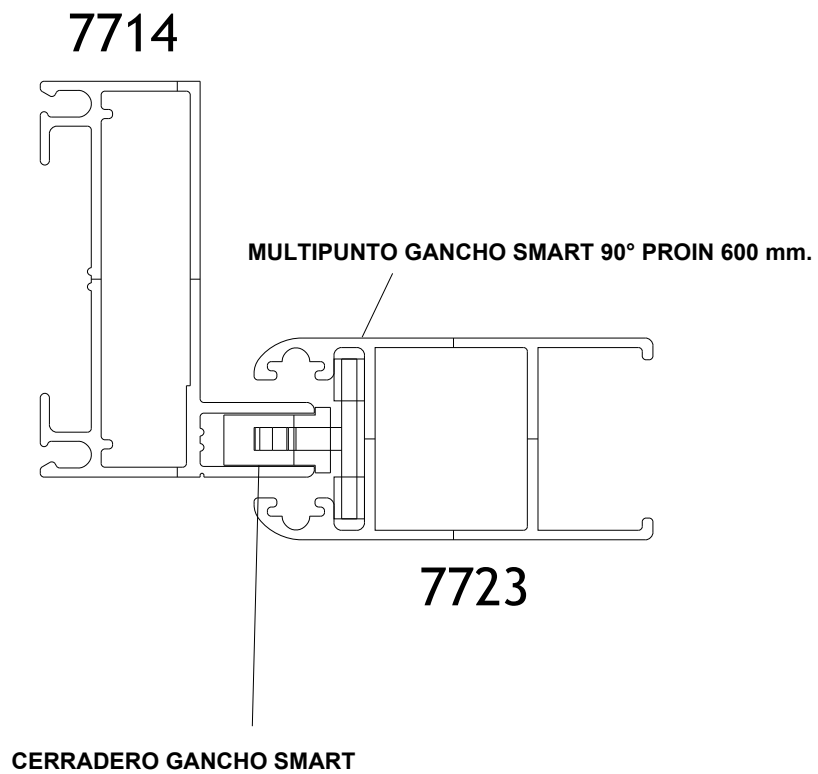 7714
MULTIPUNTO GANCHO SMART 90° PROIN 600 mm.
7723
CERRADERO GANCHO SMART